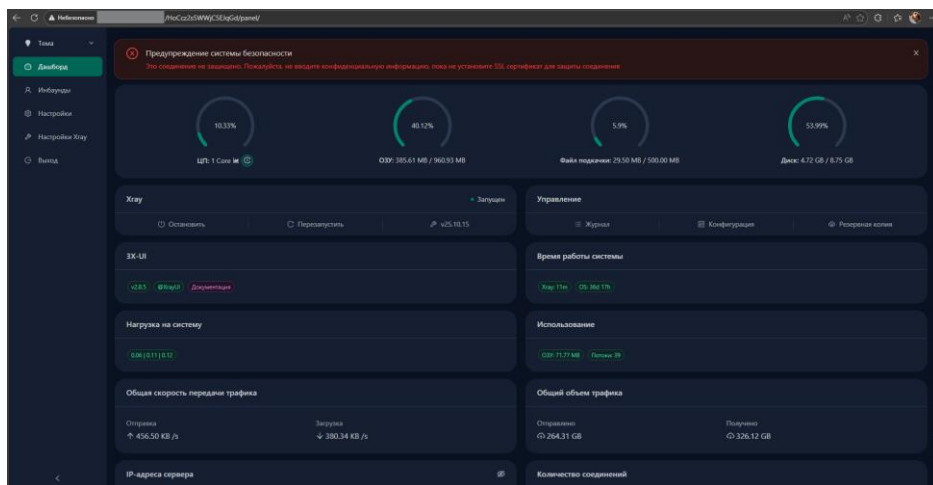 Небезопасно
/HoCcz2s5WWjC5EJqGd/panel/
Тема
Дашборд
Инбаунды
Настройки
Настройки Xray
Выход
Предупреждение системы безопасности
Это соединение не защищено. Пожалуйста, не вводите конфиденциальную информацию, пока не установите SSL сертификат для защиты соединения
10.33%
ЦП: 1 Core
40.12%
ОЗУ: 385.61 MB / 960.93 MB
5.9%
Файл подкачки: 29.50 MB / 500.00 MB
53.99%
Диск: 4.72 GB / 8.75 GB
Xray
Запущен
Остановить
Перезапустить
v25.10.15
Управление
Журнал
Конфигурация
Резервная копия
3X-UI
v2.8.5
@XrayUI
Документация
Время работы системы
Xray: 11m
OS: 36d 17h
Нагрузка на систему
0.06 | 0.11 | 0.12
Использование
ОЗУ: 71.77 MB
Потоки: 39
Общая скорость передачи трафика
Отправка
↑ 456.50 KB /s
Загрузка
↓ 380.34 KB /s
Общий объем трафика
Отправлено
264.31 GB
Получено
326.12 GB
IP-адреса сервера
Количество соединений